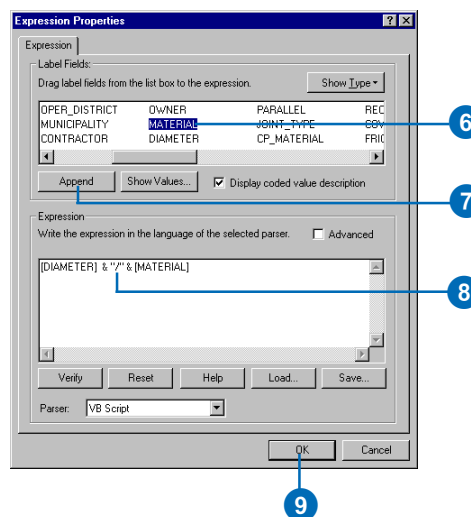 Expression Properties
Expression
Label Fields:
Drag label fields from the list box to the expression.
Show Type
OPER_DISTRICT OWNER PARALLEL REC
MUNICIPALITY MATERIAL JOINT_TYPE COV
CONTRACTOR DIAMETER CP_MATERIAL FRIC
6
Append Show Values... Display coded value description
7
Expression
Write the expression in the language of the selected parser. Advanced
[DIAMETER] & "/" & [MATERIAL]
8
Verify Reset Help Load... Save...
Parser: VB Script
OK Cancel
9